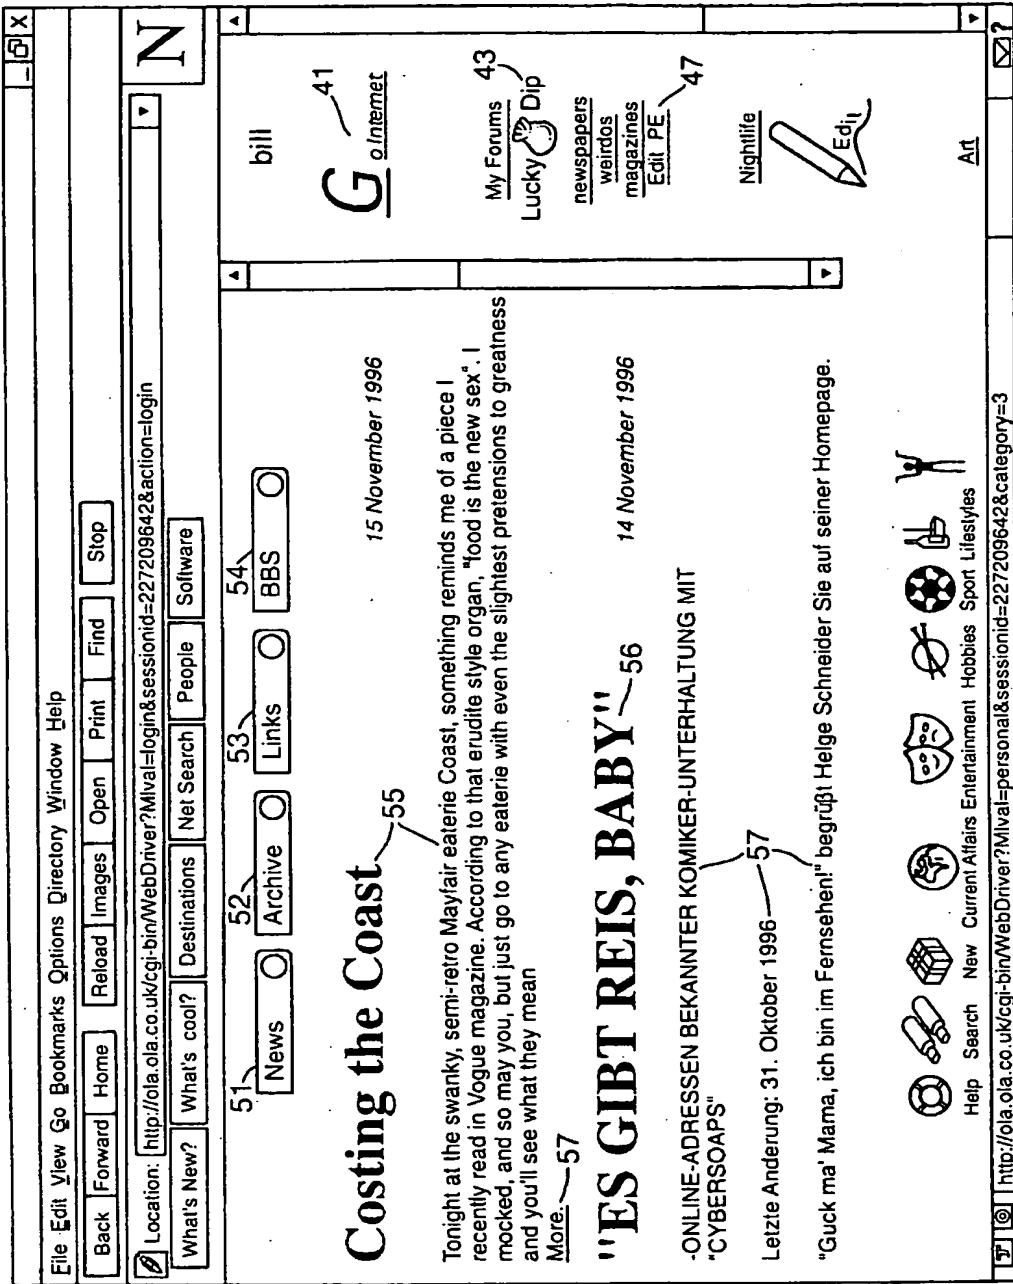 _ X
File Edit View Go Bookmarks Options Directory Window Help
Back Forward Home Reload Images Open Print Find Stop
Location: http://ola.ola.co.uk/cgi-bin/WebDriver?MIval=login&sessionid=227209642&action=login
N
What's New? What's cool? Destinations Net Search People Software
51 52 53 54
News Archive Links BBS
bill
Costing the Coast 15 November 1996
55
Go Internet
41
Tonight at the swanky, semi-retro Mayfair eaterie Coast, something reminds me of a piece I
recently read in Vogue magazine. According to that erudite style organ, "food is the new sex". I
mocked, and so may you, but just go to any eaterie with even the slightest pretensions to greatness
and you'll see what they mean
More. 57
My Forums
Lucky Dip
43
newspapers
weirdos
magazines
Edit PE
47
"ES GIBT REIS, BABY" 14 November 1996
56
-ONLINE-ADRESSEN BEKANNTER KOMIKER-UNTERHALTUNG MIT
"CYBERSOAPS"
Letzte Anderung: 31. Oktober 1996 57
"Guck ma' Mama, ich bin im Fernsehen!" begrüßt Helge Schneider Sie auf seiner Homepage.
Nightlife
Edit
Art
Help Search New Current Affairs Entertainment Hobbies Sport Lifestyles
http://ola.ola.co.uk/cgi-bin/WebDriver?MIval=personal&sessionid=227209642&category=3
?